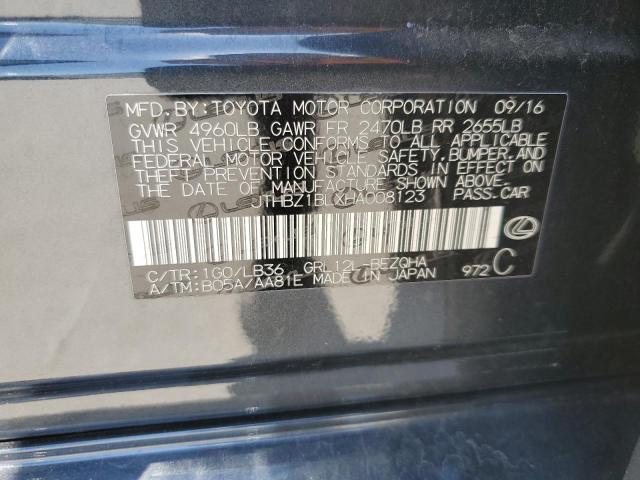 MFD. BY: TOYOTA MOTOR CORPORATION 09/16
GVWR 4960LB GAWR FR 2470LB RR 2655LB
THIS VEHICLE CONFORMS TO ALL APPLICABLE
FEDERAL MOTOR VEHICLE SAFETY, BUMPER, AND
THEFT PREVENTION STANDARDS IN EFFECT ON
THE DATE OF MANUFACTURE SHOWN ABOVE.
JTHBZ1BLXHA008123 PASS.CAR
C/TR: 1G0/LB36 GRL12L-BEZQHA
A/TM: B05A/AA81E MADE IN JAPAN 972 C